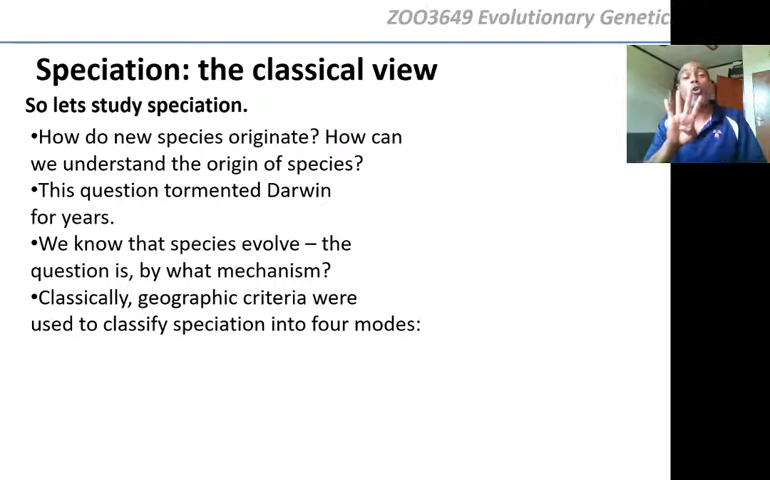 ZOO3649 Evolutionary Genetic
Speciation: the classical view
So lets study speciation.
•How do new species originate? How can
we understand the origin of species?
•This question tormented Darwin
for years.
•We know that species evolve – the
question is, by what mechanism?
•Classically, geographic criteria were
used to classify speciation into four modes: